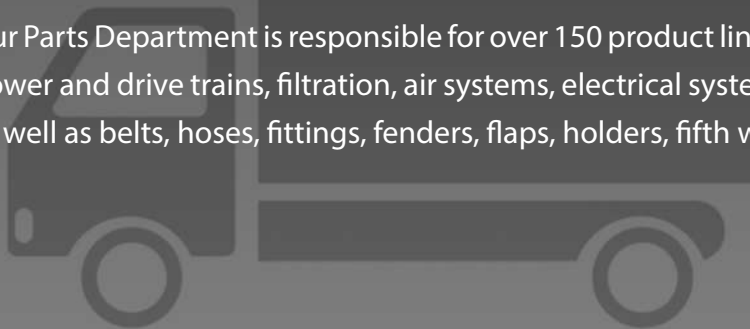 ur Parts Department is responsible for over 150 product lin
ower and drive trains, filtration, air systems, electrical syste
well as belts, hoses, fittings, fenders, flaps, holders, fifth w